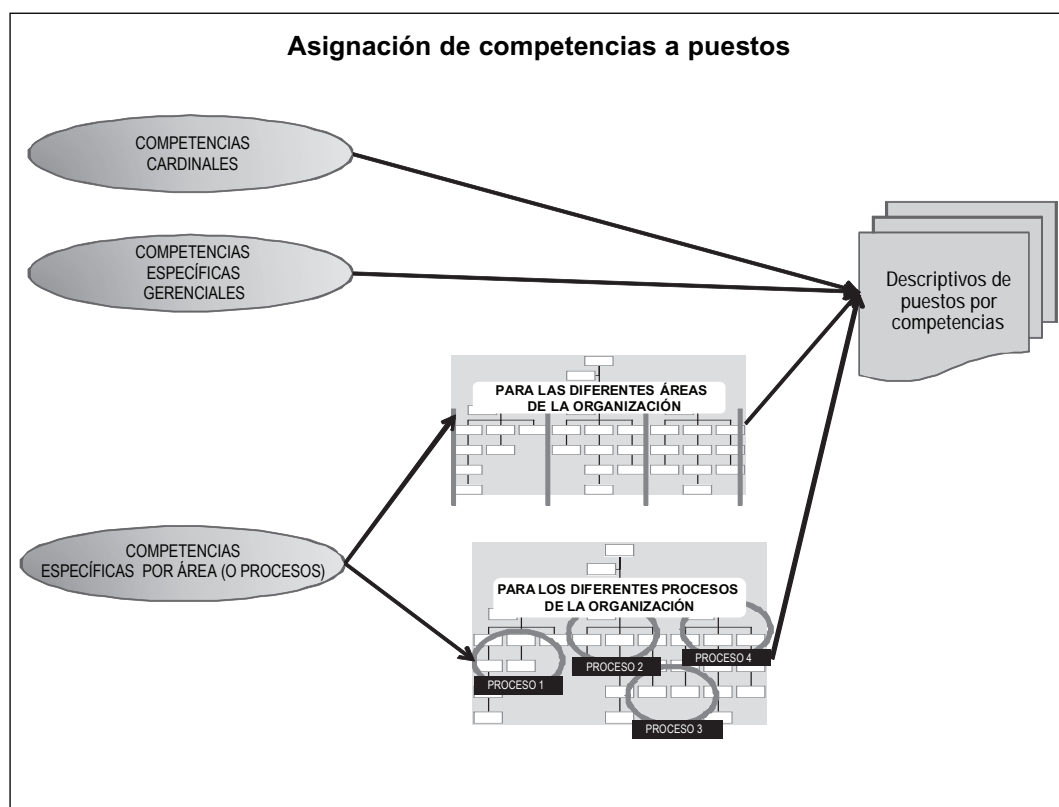 Asignación de competencias a puestos
COMPETENCIAS
CARDINALES
COMPETENCIAS
ESPECÍFICAS
GERENCIALES
Descriptivos de
puestos por
competencias
PARA LAS DIFERENTES ÁREAS
DE LA ORGANIZACIÓN
COMPETENCIAS
ESPECÍFICAS POR ÁREA (O PROCESOS)
PARA LOS DIFERENTES PROCESOS
DE LA ORGANIZACIÓN
PROCESO 1
PROCESO 2
PROCESO 4
PROCESO 3